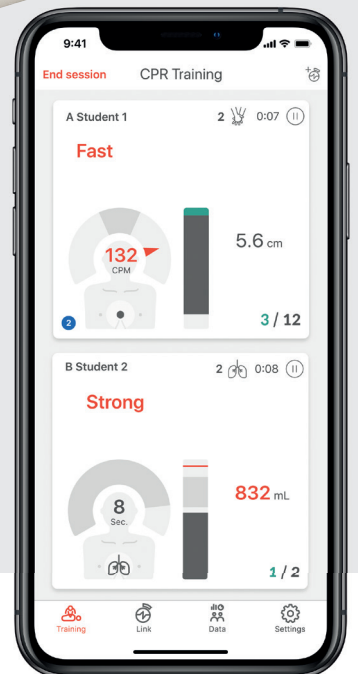 9:41
End session CPR Training
A Student 1 2 0:07
Fast
132
CPM
5.6 cm
2
3 / 12
B Student 2 2 0:08
Strong
8
Sec.
832 mL
1 / 2
Training Link Data Settings